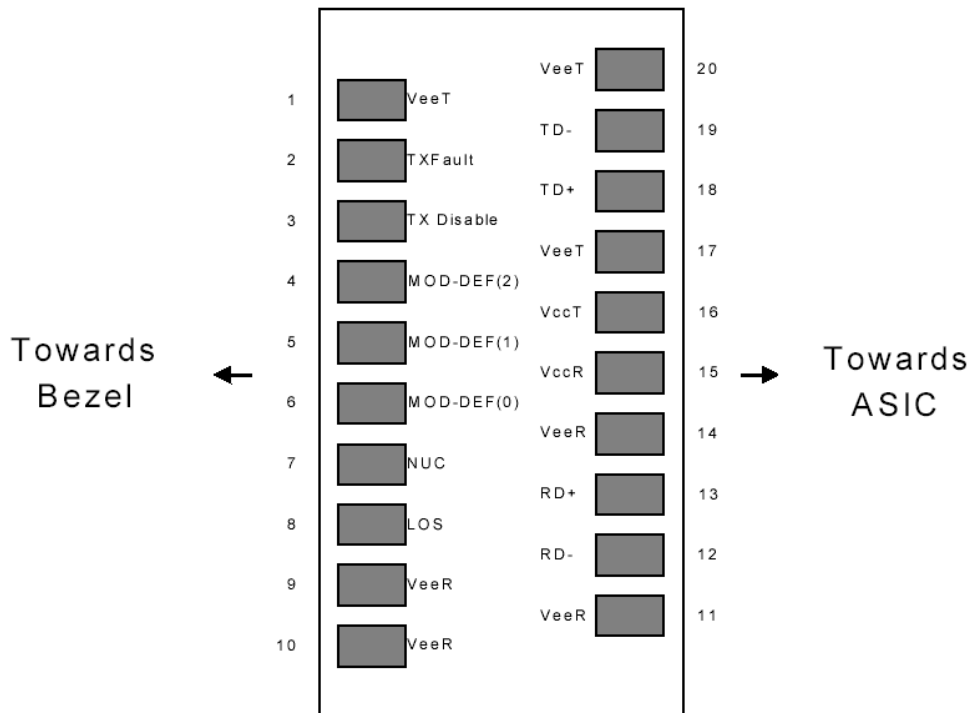 VeeT 20
1 VeeT
TD- 19
2 TXFault
TD+ 18
3 TX Disable
VeeT 17
4 MOD-DEF(2)
VccT 16
5 MOD-DEF(1)
Towards
Bezel
VccR 15
Towards
ASIC
6 MOD-DEF(0)
VeeR 14
7 NUC
RD+ 13
8 LOS
RD- 12
9 VeeR
VeeR 11
10 VeeR